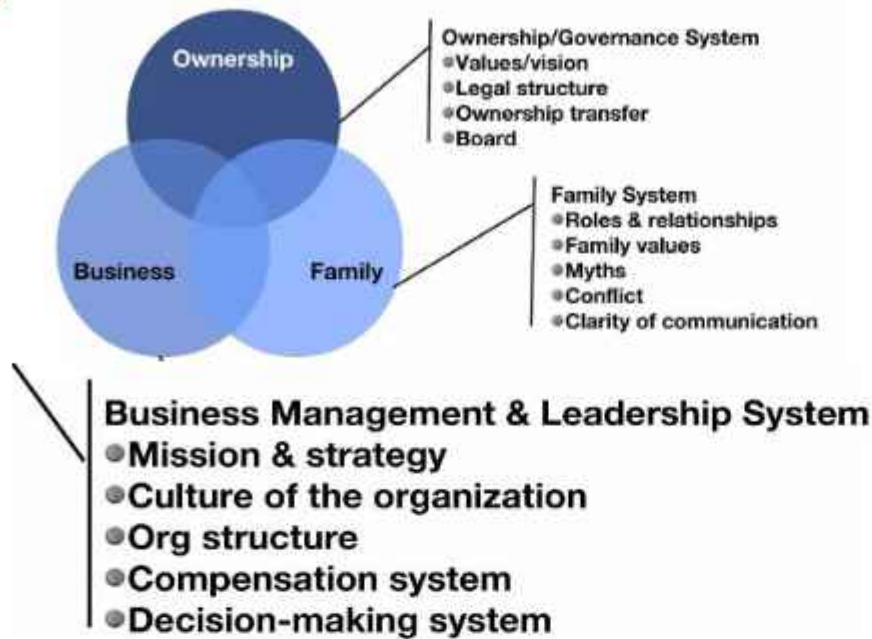 Ownership
Ownership/Governance System
Values/vision
Legal structure
Ownership transfer
Board
Business
Family
Family System
Roles & relationships
Family values
Myths
Conflict
Clarity of communication
Business Management & Leadership System
Mission & strategy
Culture of the organization
Org structure
Compensation system
Decision-making system